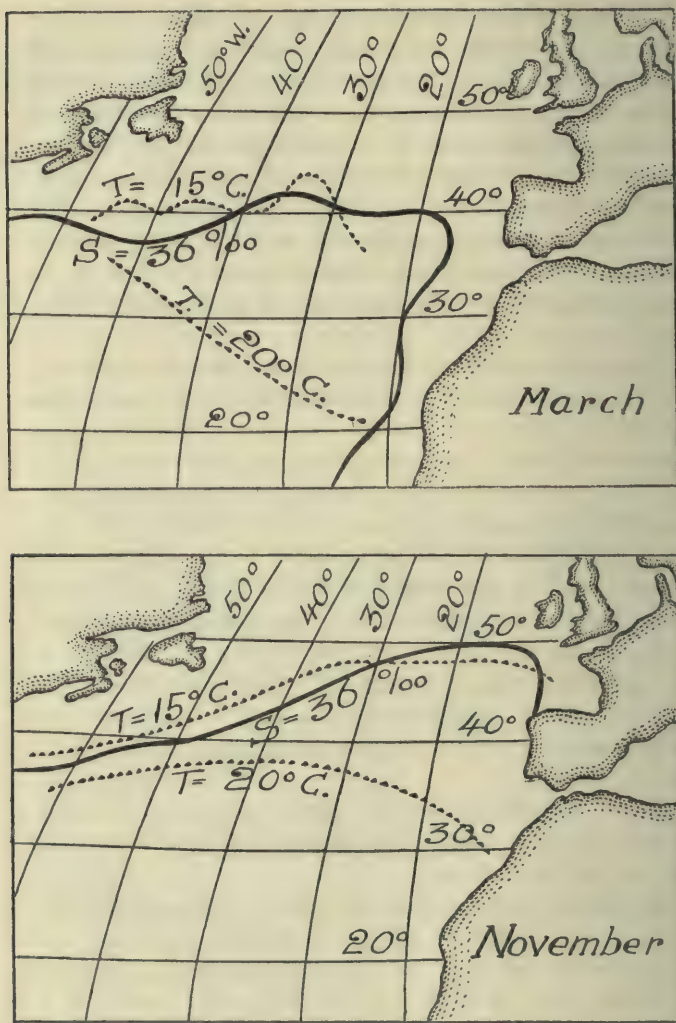 50°W.
40°
30°
20°
50°
T= 15°C.
40°
S = 36 ‰
30°
T. = 20° C.
20°
March
50°
40°
30°
20°
50°
T= 15°C.
S = 36 ‰
40°
T= 20°C.
30°
20°
November